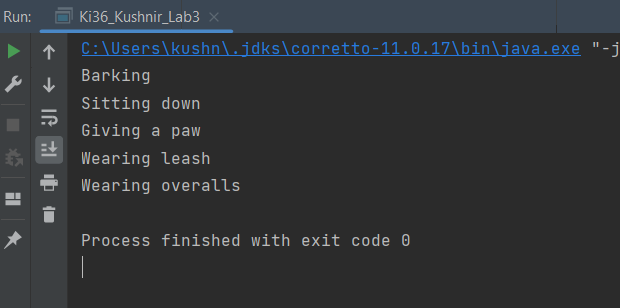 Run: Ki36_Kushnir_Lab3
C:\Users\kushn\.jdks\corretto-11.0.17\bin\java.exe "-j
Barking
Sitting down
Giving a paw
Wearing leash
Wearing overalls
Process finished with exit code 0